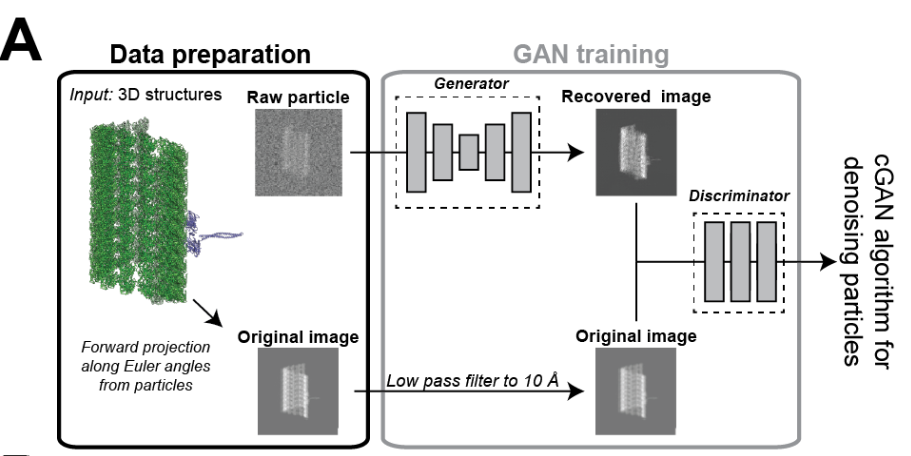 A
Data preparation
GAN training
Input: 3D structures
Raw particle
Generator
Recovered image
Discriminator
Forward projection
along Euler angles
from particles
Original image
Low pass filter to 10 Å
Original image
cGAN algorithm for
denoising particles